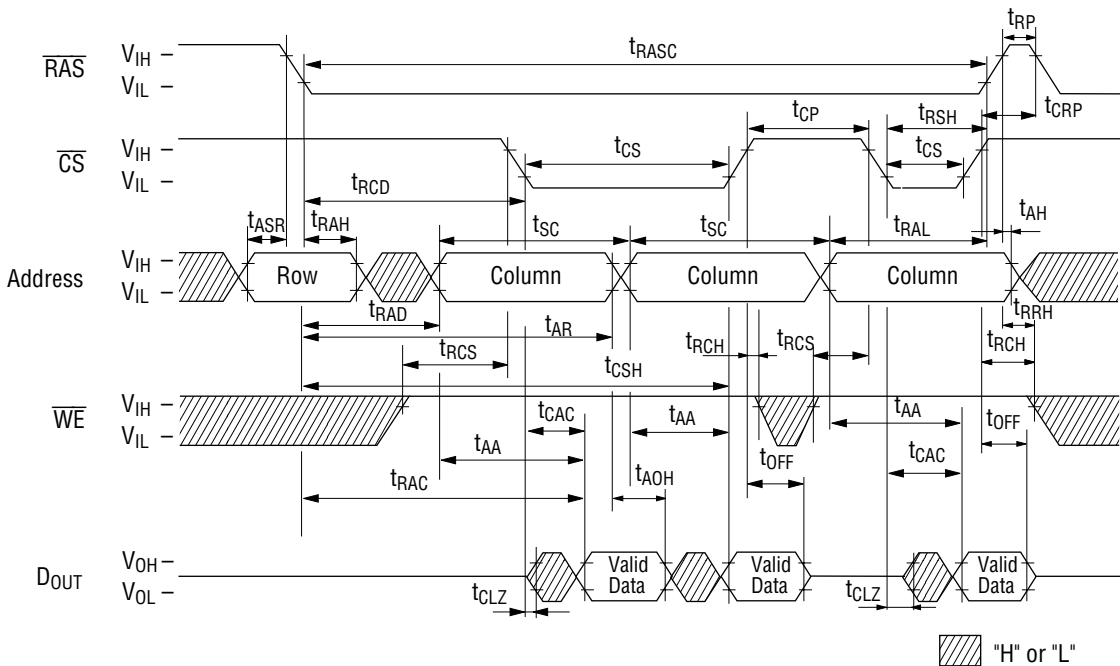 tRP
RAS
VIH
VIL
tRASC
tCRP
CS
VIH
VIL
tCS
tCP
tRSH
tCS
tRCD
tASR
tRAH
tSC
tSC
tRAL
tAH
Address
VIH
VIL
Row
Column
Column
Column
tRAD
tAR
tRRH
tRCS
tRCH
tRCS
tRCH
tCSH
WE
VIH
VIL
tCAC
tAA
tAA
tAA
tOFF
tOFF
tRAC
tAOH
tCAC
DOUT
VOH
VOL
Valid
Data
Valid
Data
Valid
Data
tCLZ
tCLZ
"H" or "L"